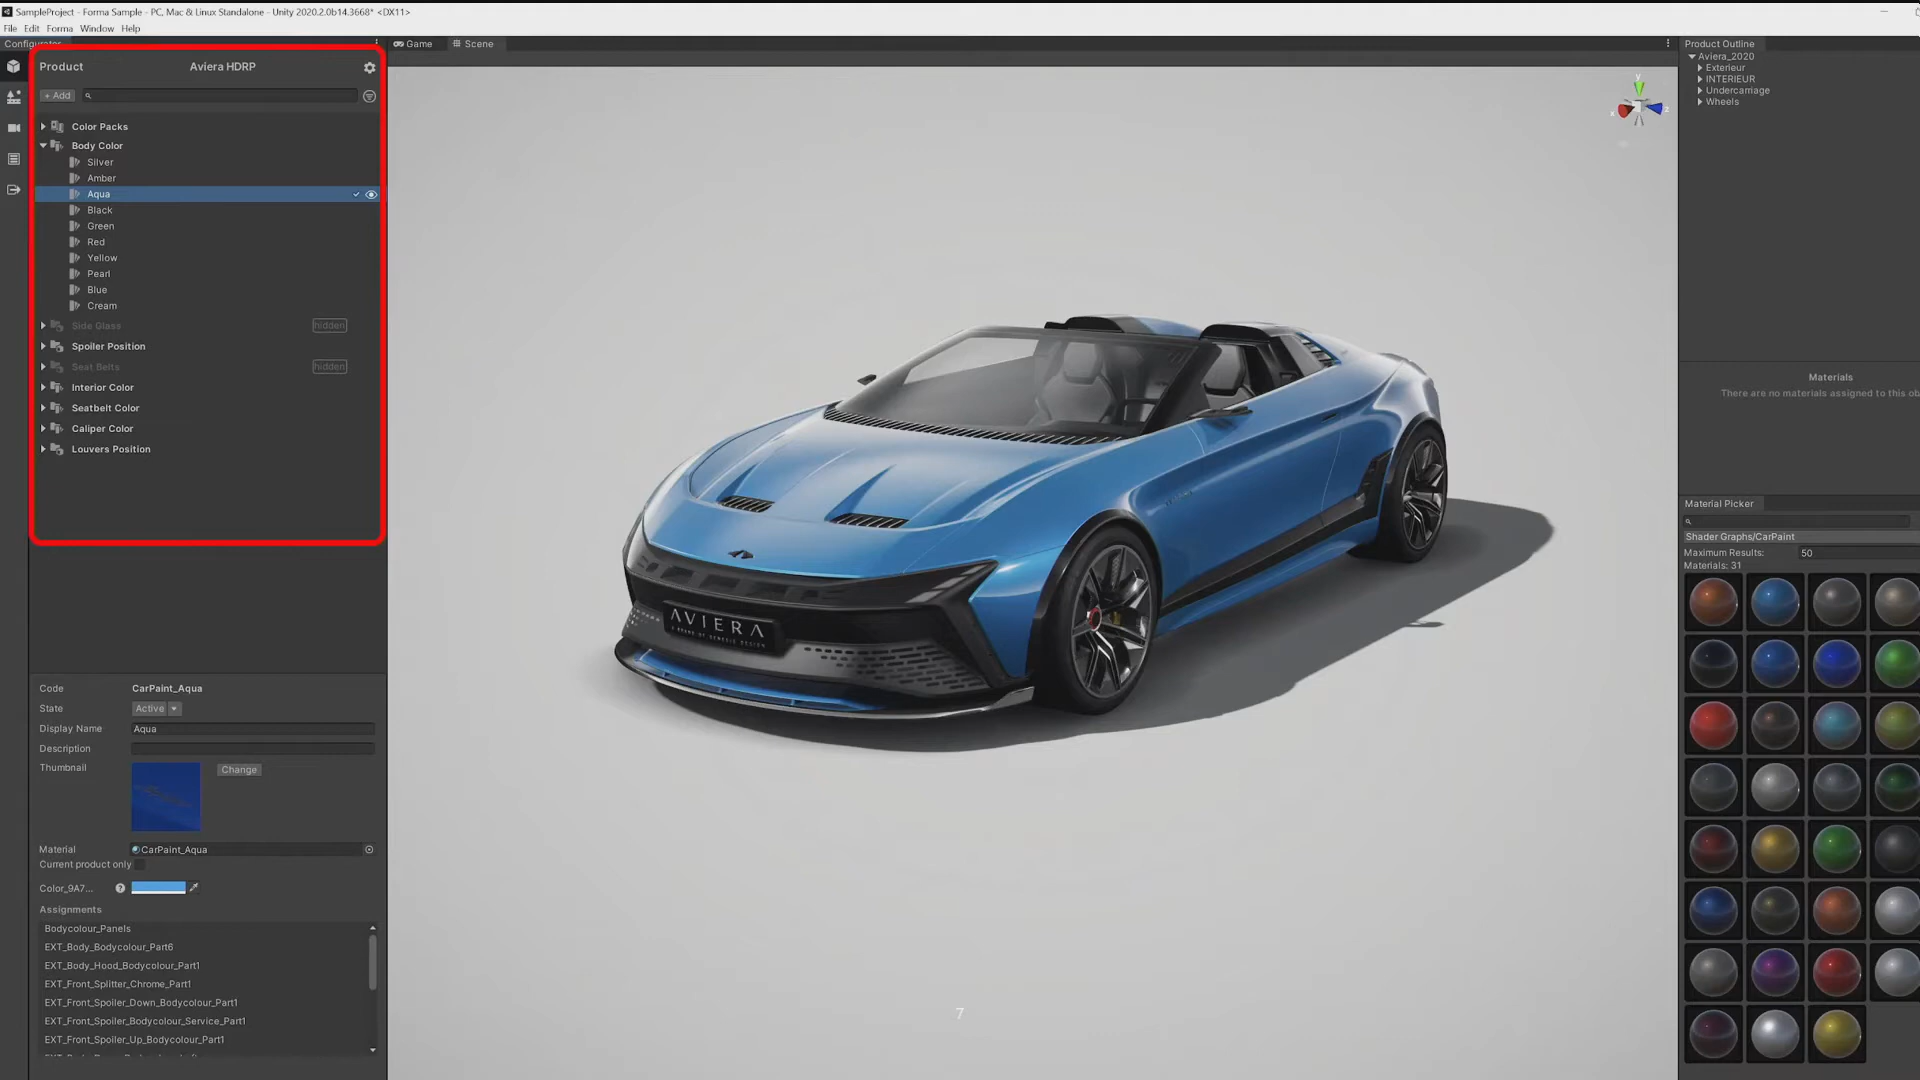 SampleProject - Forma Sample - PC, Mac & Linux Standalone - Unity 2020.2.0b14.3668* <DX11>
File Edit Forma Window Help
Configurator
Game
Scene
Product Outline
Product
Aviera HDRP
+ Add
Color Packs
Body Color
Silver
Amber
Aqua
Black
Green
Red
Yellow
Pearl
Blue
Cream
Side Glass
hidden
Spoiler Position
Seat Belts
hidden
Interior Color
Seatbelt Color
Caliper Color
Louvers Position
Code
CarPaint_Aqua
State
Active
Display Name
Aqua
Description
Thumbnail
Change
Material
CarPaint_Aqua
Current product only
Color_9A7...
Assignments
Bodycolour_Panels
EXT_Body_Bodycolour_Part6
EXT_Body_Hood_Bodycolour_Part1
EXT_Front_Splitter_Chrome_Part1
EXT_Front_Spoiler_Down_Bodycolour_Part1
EXT_Front_Spoiler_Bodycolour_Service_Part1
EXT_Front_Spoiler_Up_Bodycolour_Part1
y
x
z
AVIERA
7
Aviera_2020
Exterieur
INTERIEUR
Undercarriage
Wheels
Materials
There are no materials assigned to this ob
Material Picker
Shader Graphs/CarPaint
Maximum Results:
50
Materials: 31